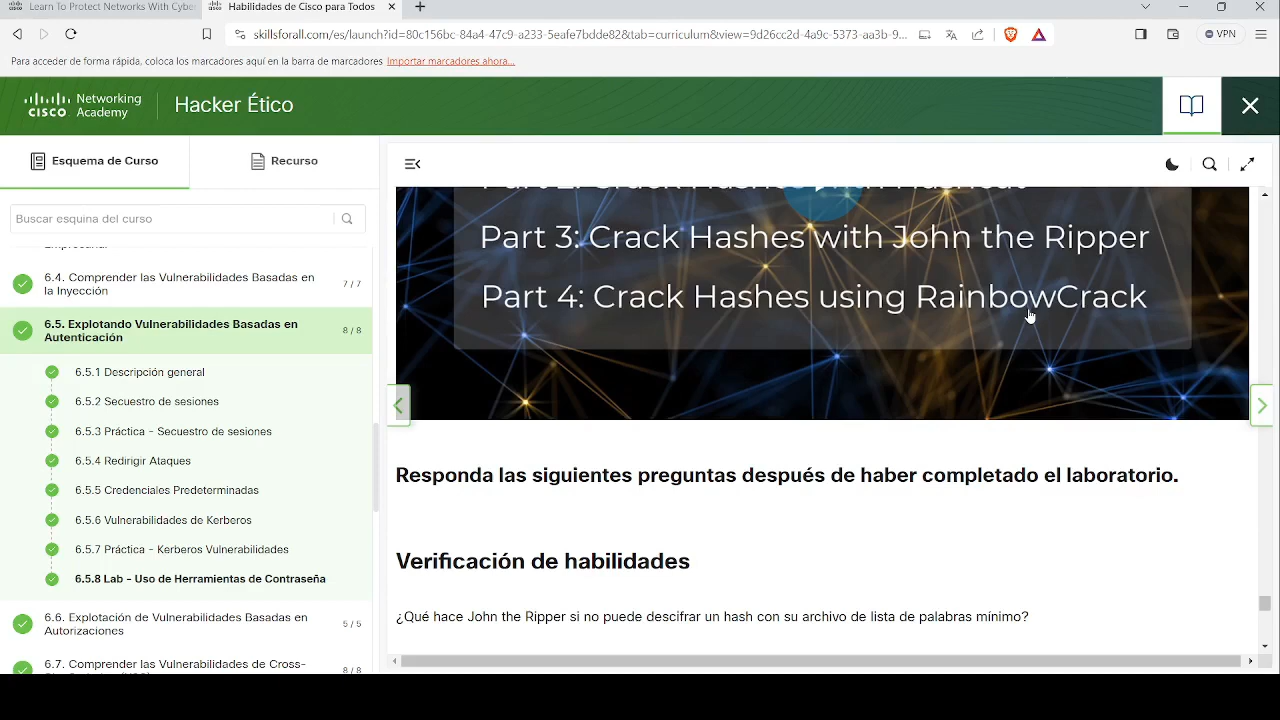 Learn To Protect Networks With Cybe
Habilidades de Cisco para Todos
skillsforall.com/es/launch?id=80c156bc-84a4-47c9-a233-5eafe7bdde82&tab=curriculum&view=9d26cc2d-4a9c-5373-aa3b-9...
VPN
Para acceder de forma rápida, coloca los marcadores aquí en la barra de marcadores Importar marcadores ahora...
cisco Networking Academy
Hacker Ético
Esquema de Curso
Recurso
Buscar esquina del curso
Empresarial
6.4. Comprender las Vulnerabilidades Basadas en
la Inyección
7/7
6.5. Explotando Vulnerabilidades Basadas en
Autenticación
8/8
6.5.1 Descripción general
6.5.2 Secuestro de sesiones
6.5.3 Práctica - Secuestro de sesiones
6.5.4 Redirigir Ataques
6.5.5 Credenciales Predeterminadas
6.5.6 Vulnerabilidades de Kerberos
6.5.7 Práctica - Kerberos Vulnerabilidades
6.5.8 Lab - Uso de Herramientas de Contraseña
6.6. Explotación de Vulnerabilidades Basadas en
Autorizaciones
5/5
6.7. Comprender las Vulnerabilidades de Cross-
8/8
Part 2: Crack Hashes with Hashcat
Part 3: Crack Hashes with John the Ripper
Part 4: Crack Hashes using RainbowCrack
Responda las siguientes preguntas después de haber completado el laboratorio.
Verificación de habilidades
¿Qué hace John the Ripper si no puede descifrar un hash con su archivo de lista de palabras mínimo?